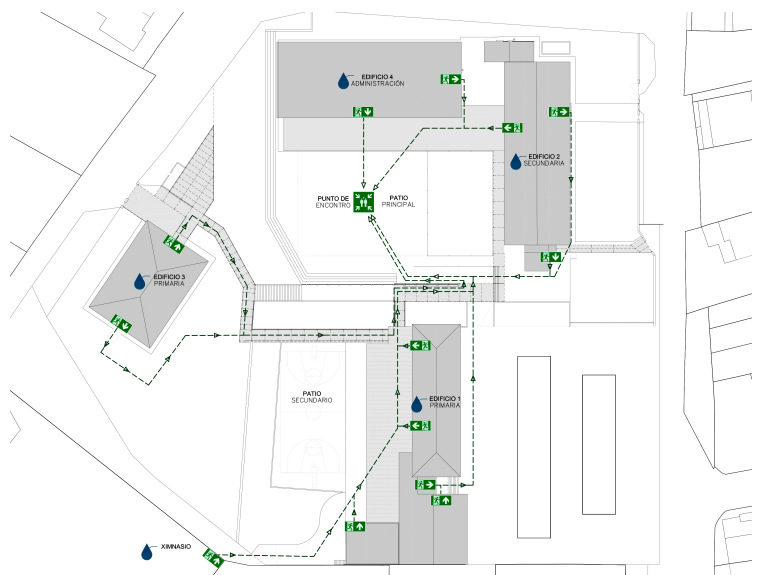 EDIFICIO 4
ADMINISTRACIÓN
EDIFICIO 2
SECUNDARIA
PUNTO DE
ENCONTRO
PATIO
PRINCIPAL
EDIFICIO 3
PRIMARIA
PATIO
SECUNDARIO
EDIFICIO 1
PRIMARIA
XIMNASIO